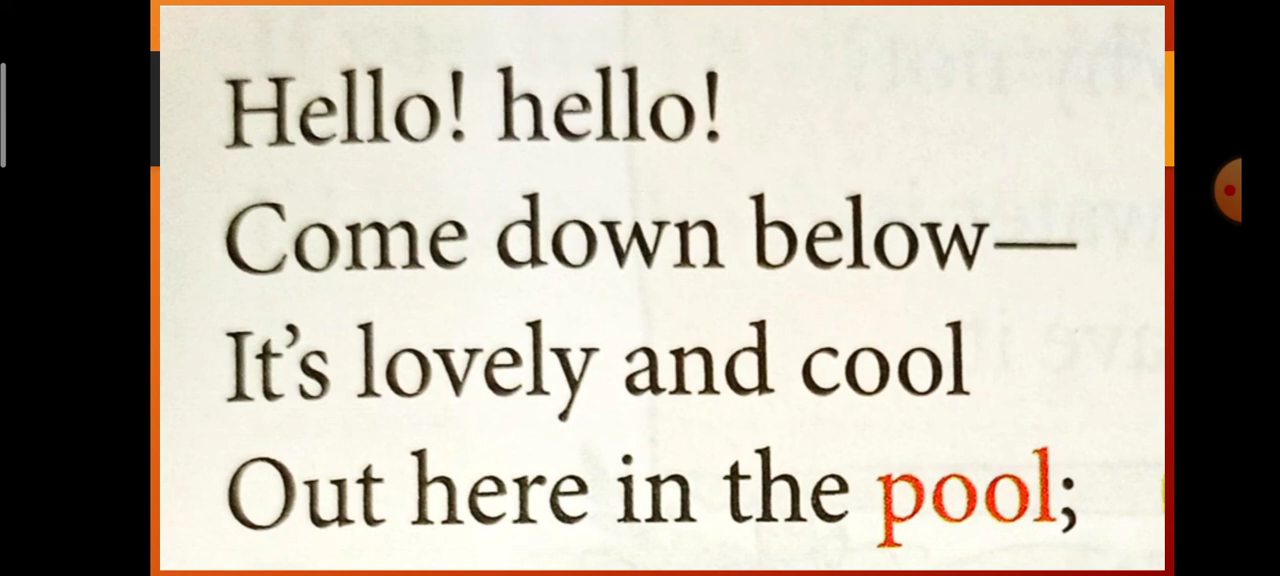 Hello! hello!
Come down below—
It’s lovely and cool
Out here in the pool;